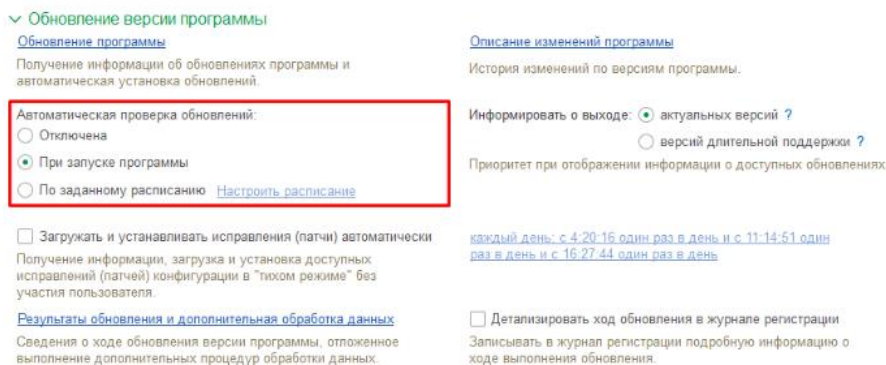 Обновление версии программы
Обновление программы
Получение информации об обновлениях программы и
автоматическая установка обновлений.
Описание изменений программы
История изменений по версиям программы.
Автоматическая проверка обновлений:
Отключена
При запуске программы
По заданному расписанию Настроить расписание
Информировать о выходе: актуальных версий ?
версий длительной поддержки ?
Приоритет при отображении информации о доступных обновлениях
Загружать и устанавливать исправления (патчи) автоматически
Получение информации, загрузка и установка доступных
исправлений (патчей) конфигурации в "тихом режиме" без
участия пользователя.
каждый день; с 4:20:16 один раз в день и с 11:14:51 один
раз в день и с 16:27:44 один раз в день
Результаты обновления и дополнительная обработка данных
Сведения о ходе обновления версии программы, отложенное
выполнение дополнительных процедур обработки данных.
Детализировать ход обновления в журнале регистрации
Записывать в журнал регистрации подробную информацию о
ходе выполнения обновления.